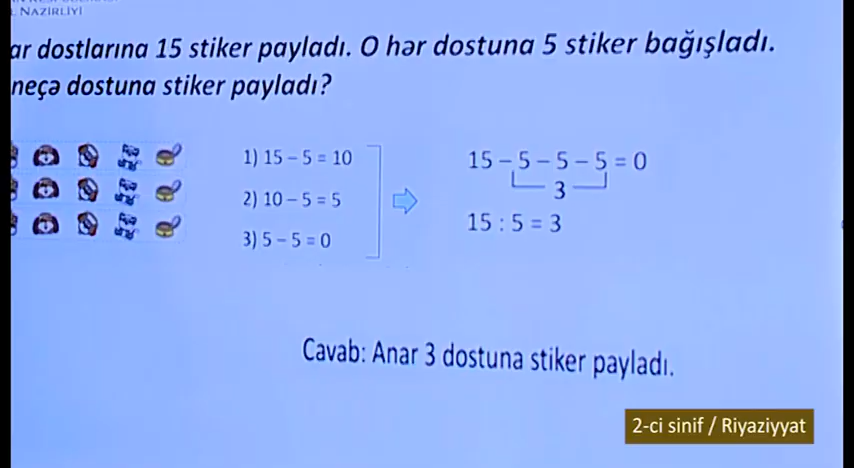 NAZİRLİYİ
ar dostlarına 15 stiker payladı. O hər dostuna 5 stiker bağışladı.
neçə dostuna stiker payladı?
1) 15 – 5 = 10
2) 10 – 5 = 5
3) 5 – 5 = 0
15 – 5 – 5 – 5 = 0
3
15 : 5 = 3
Cavab: Anar 3 dostuna stiker payladı.
2-ci sinif / Riyaziyyat